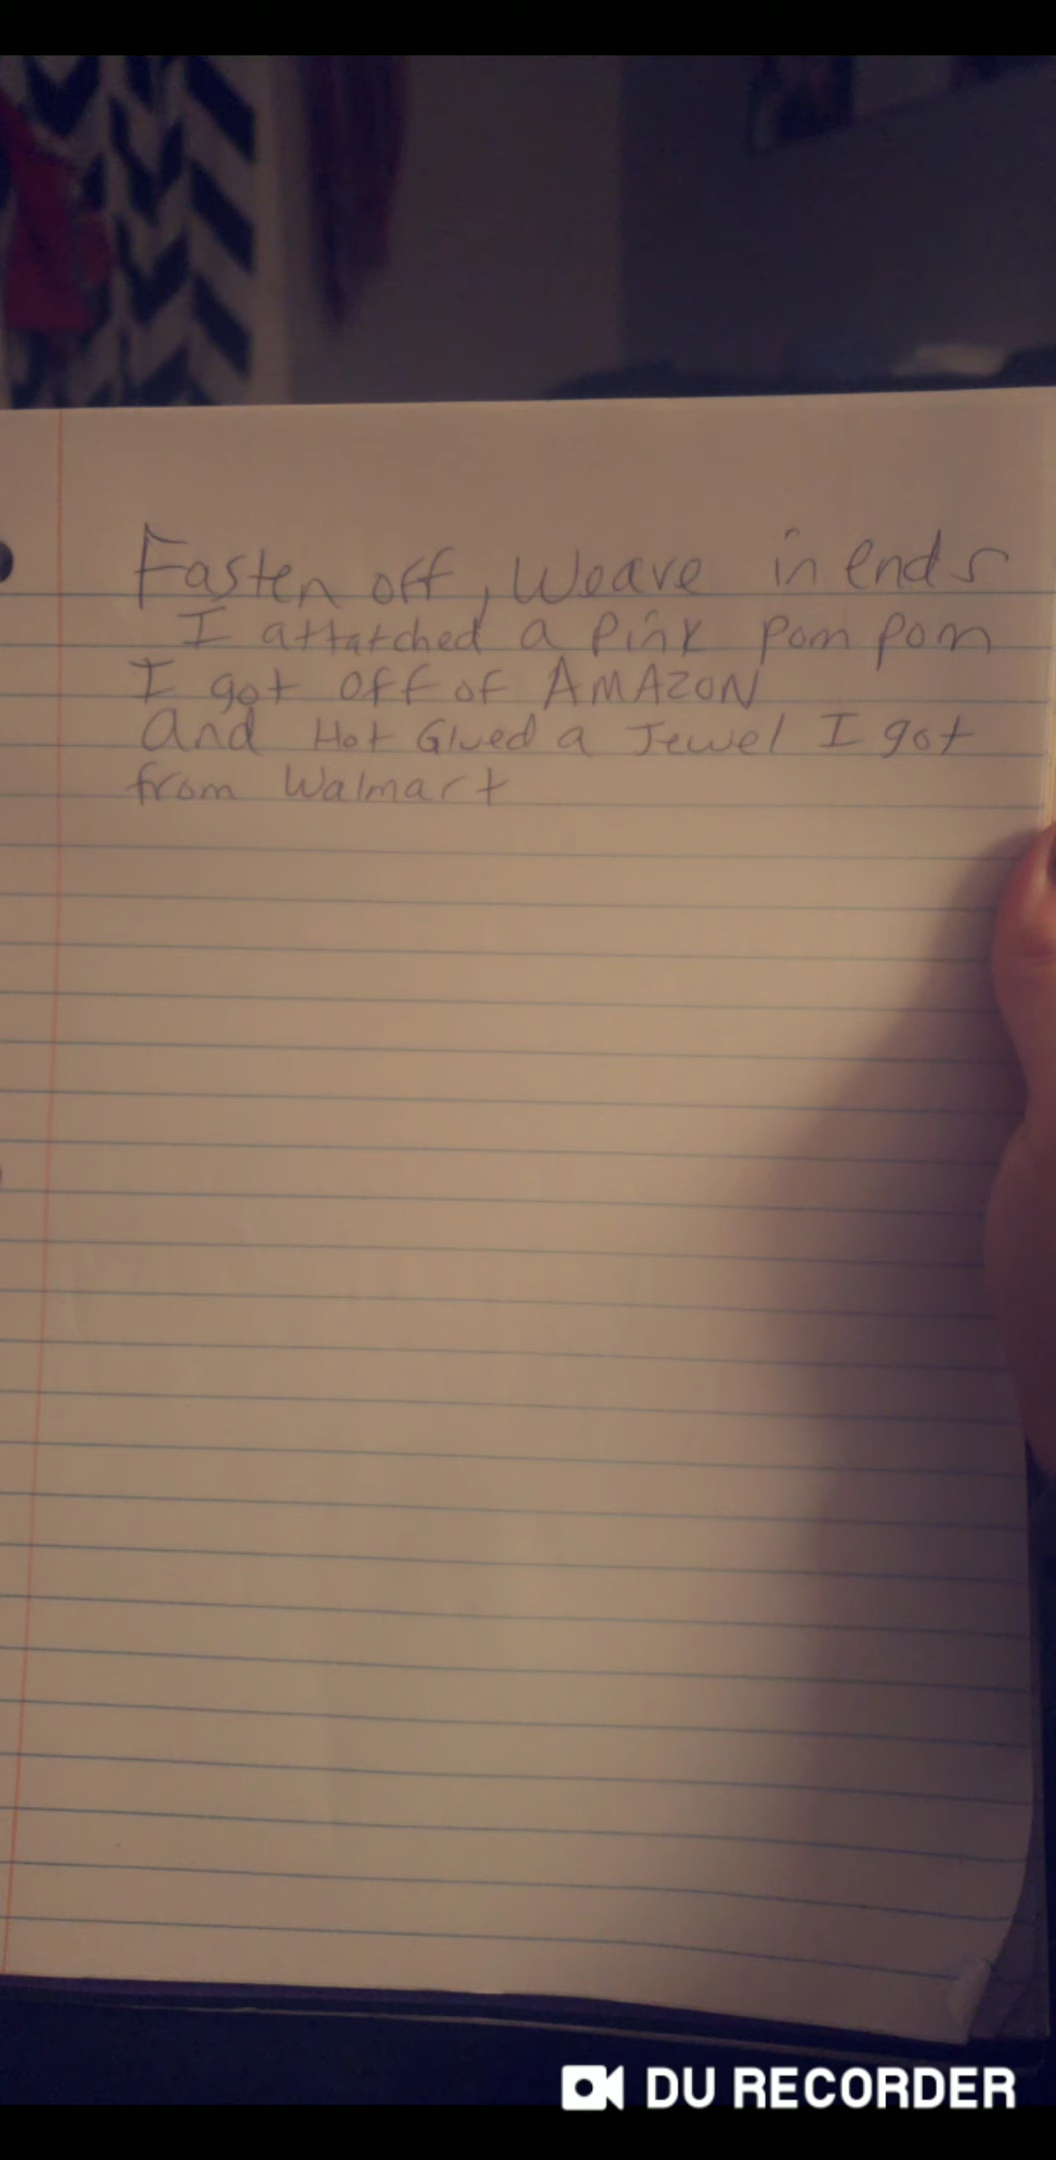 Fasten off, Weave in ends
I attatched a Pink Pom Pom
I got off of AMAZON
and Hot Glued a Jewel I got
from Walmart
DU RECORDER